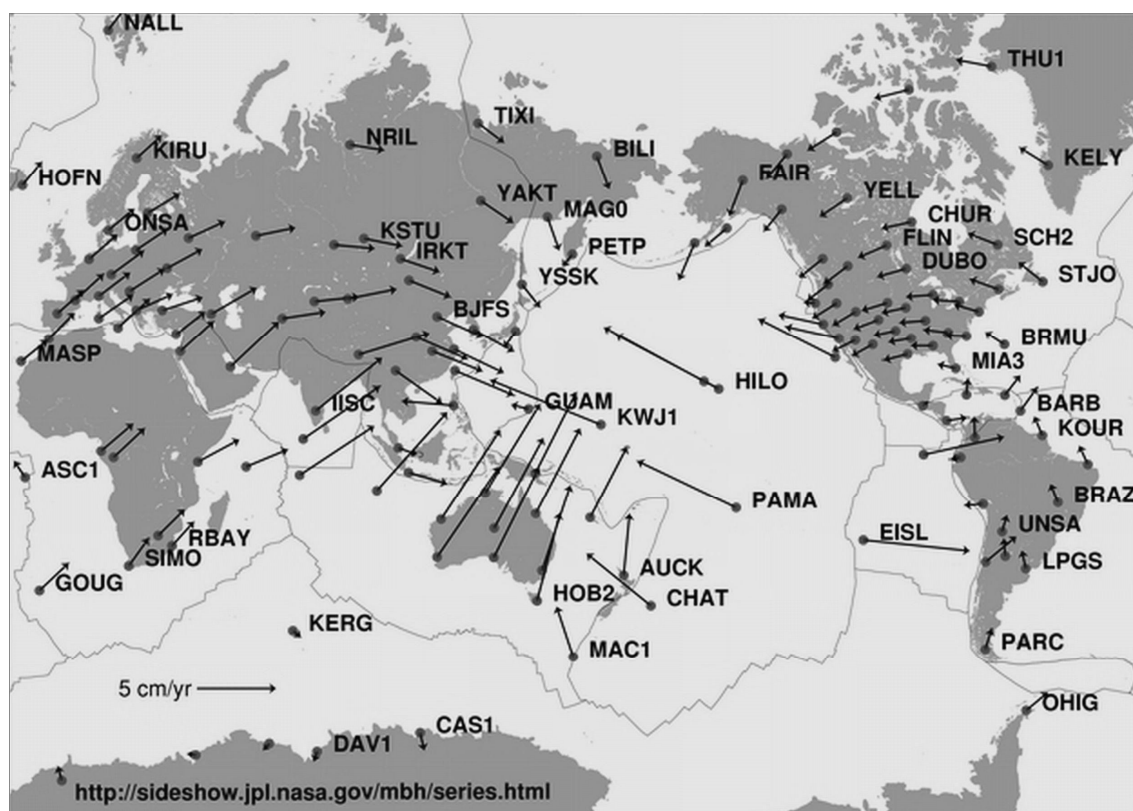 NALL
THU1
TIXI
NRIL
BILI
KIRU
FAIR
KELY
HOFN
YAKT
YELL
MAG0
ONSA
CHUR
KSTU
FLIN
SCH2
IRKT
PETP
DUBO
YSSK
STJO
BJFS
MASP
BRMU
MIA3
HILO
IISC
GUAM
BARB
KWJ1
KOUR
ASC1
PAMA
BRAZ
UNSA
EISL
RBAY
SIMO
AUCK
LPGS
GOUG
HOB2
CHAT
KERG
MAC1
PARC
5 cm/yr
OHIG
CAS1
DAV1
http://sideshow.jpl.nasa.gov/mbh/series.html